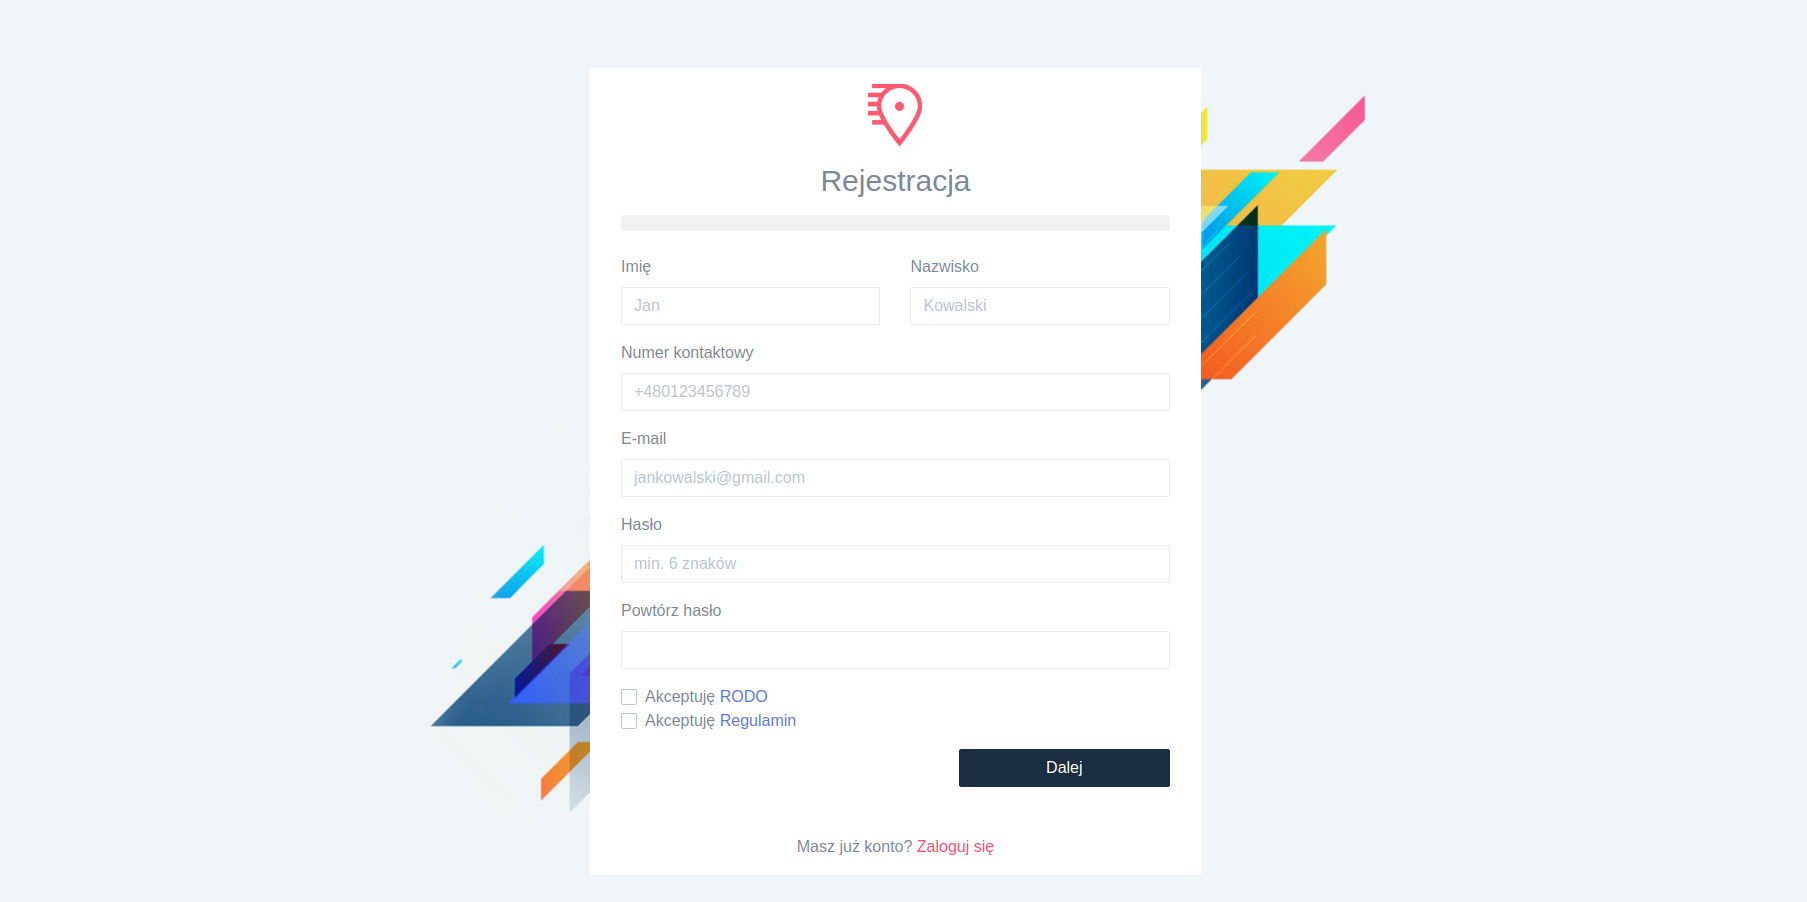 Rejestracja
Imię
Nazwisko
Jan
Kowalski
Numer kontaktowy
+480123456789
E-mail
jankowalski@gmail.com
Hasło
min. 6 znaków
Powtórz hasło
Akceptuję RODO
Akceptuję Regulamin
Dalej
Masz już konto? Zaloguj się